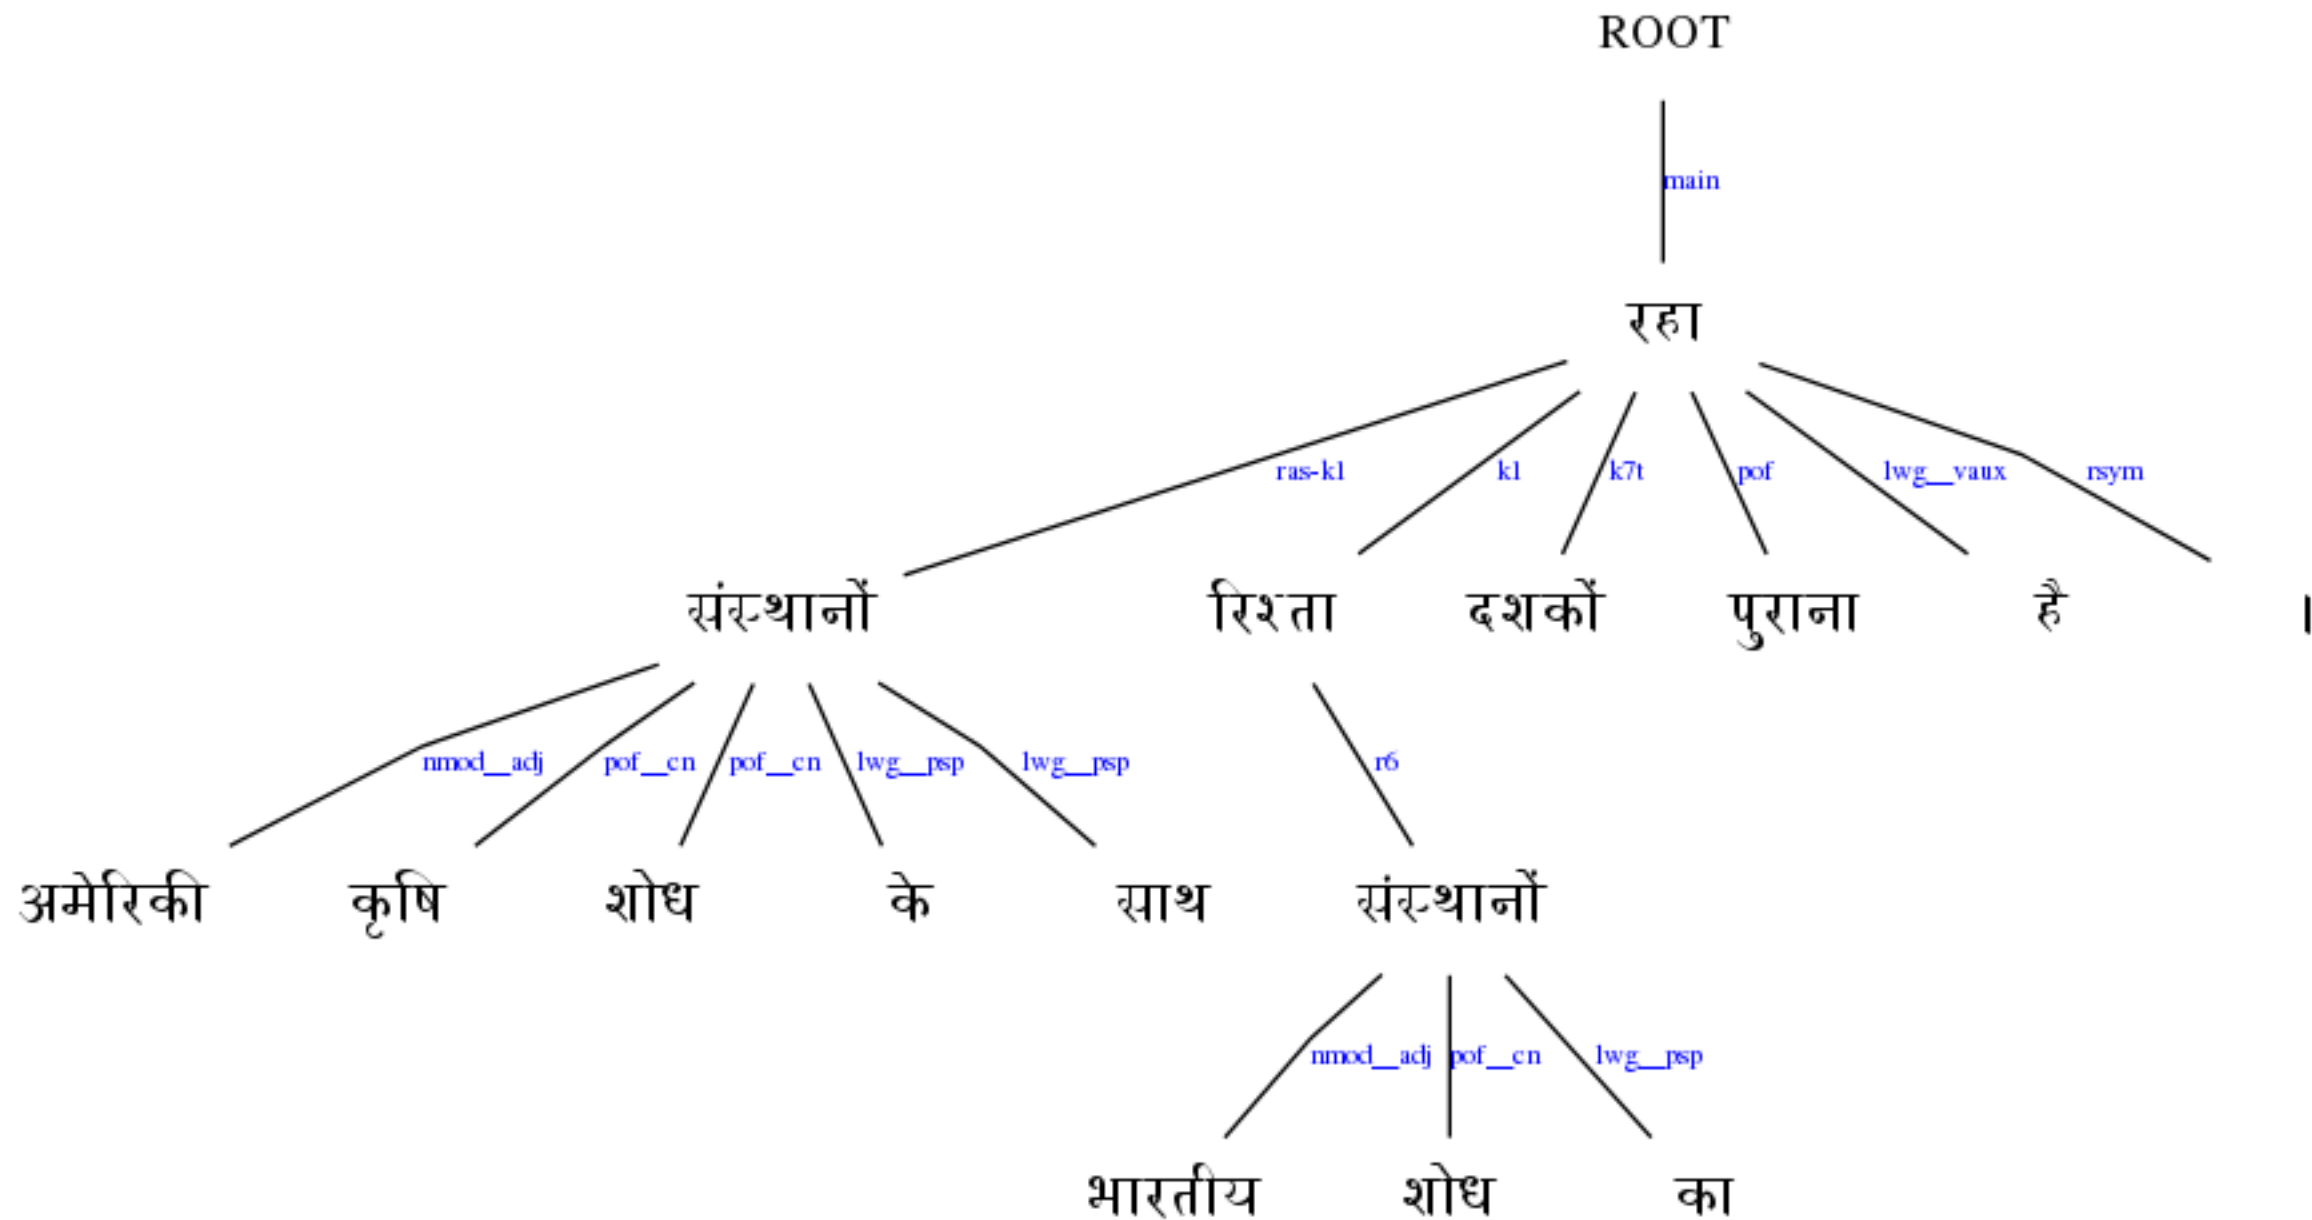 ROOT
main
रहा
ras-k1 k1 k7t pof lwg__vaux rsym
संस्थानों रिश्ता दशकों पुराना है ।
nmod__adj pof__cn pof__cn lwg__psp lwg__psp r6
अमेरिकी कृषि शोध के साथ संस्थानों
nmod__adj pof__cn lwg__psp
भारतीय शोध का